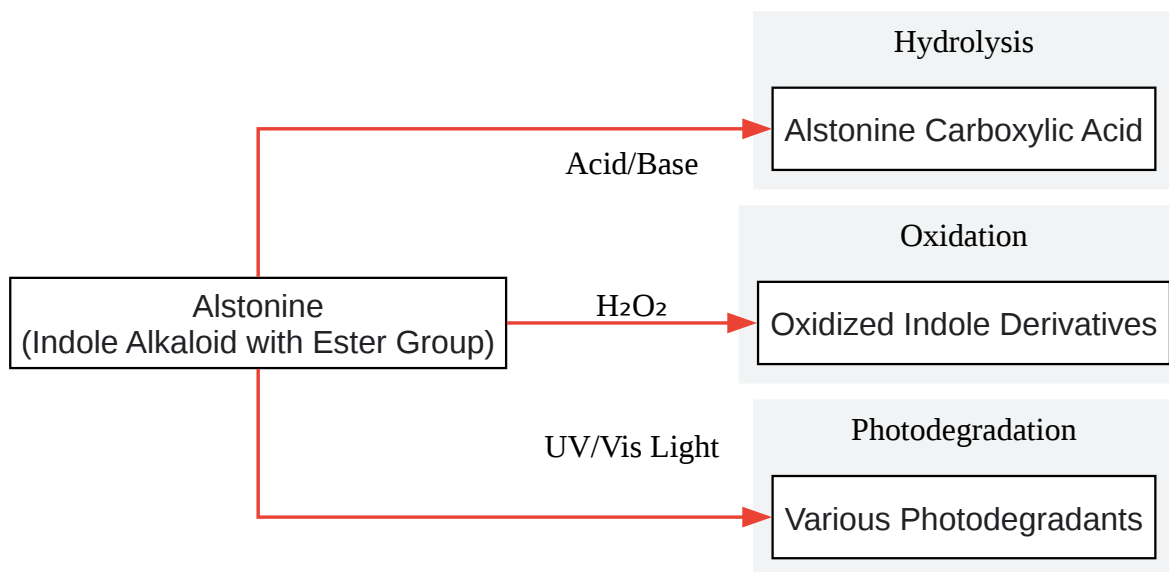 Hydrolysis
Alstonine Carboxylic Acid
Acid/Base
Oxidation
Alstonine
(Indole Alkaloid with Ester Group)
H₂O₂
Oxidized Indole Derivatives
Photodegradation
UV/Vis Light
Various Photodegradants